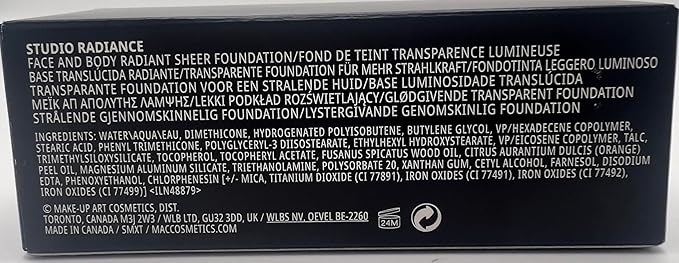 STUDIO RADIANCE
FACE AND BODY RADIANT SHEER FOUNDATION/FOND DE TEINT TRANSPARENCE LUMINEUSE
BASE TRANSLÚCIDA RADIANTE/TRANSPARENTE FOUNDATION FÜR MEHR STRAHLKRAFT/FONDOTINTA LEGGERO LUMINOSO
TRANSPARANTE FOUNDATION VOOR EEN STRALENDE HUID/BASE LUMINOSIDADE TRANSLÚCIDA
ΜΕΪΚ ΑΠ ΑΠΟΛΥΤΗΣ ΛΑΜΨΗΣ/LEKKI PODKŁAD ROZŚWIETLAJĄCY/GLØDGIVENDE TRANSPARENT FOUNDATION
STRÅLENDE GJENNOMSKINNELIG FOUNDATION/LYSTERGIVANDE GENOMSKINLIG FOUNDATION
INGREDIENTS: WATER\AQUA\EAU, DIMETHICONE, HYDROGENATED POLYISOBUTENE, BUTYLENE GLYCOL, VP/HEXADECENE COPOLYMER,
STEARIC ACID, PHENYL TRIMETHICONE, POLYGLYCERYL-3 DIISOSTEARATE, ETHYLHEXYL HYDROXYSTEARATE, VP/EICOSENE COPOLYMER, TALC,
TRIMETHYLSILOXYSILICATE, TOCOPHEROL, TOCOPHERYL ACETATE, FUSANUS SPICATUS WOOD OIL, CITRUS AURANTIUM DULCIS (ORANGE)
PEEL OIL, MAGNESIUM ALUMINUM SILICATE, TRIETHANOLAMINE, POLYSORBATE 20, XANTHAN GUM, CETYL ALCOHOL, FARNESOL, DISODIUM
EDTA, PHENOXYETHANOL, CHLORPHENESIN [+/- MICA, TITANIUM DIOXIDE (CI 77891), IRON OXIDES (CI 77491), IRON OXIDES (CI 77492),
IRON OXIDES (CI 77499)] <ILN48879>
© MAKE-UP ART COSMETICS, DIST.
TORONTO, CANADA M3J 2W3 / WLB LTD, GU32 3DD, UK / WLBS NV. OEVEL BE-2260
MADE IN CANADA / 5MXT / MACCOSMETICS.COM
24M